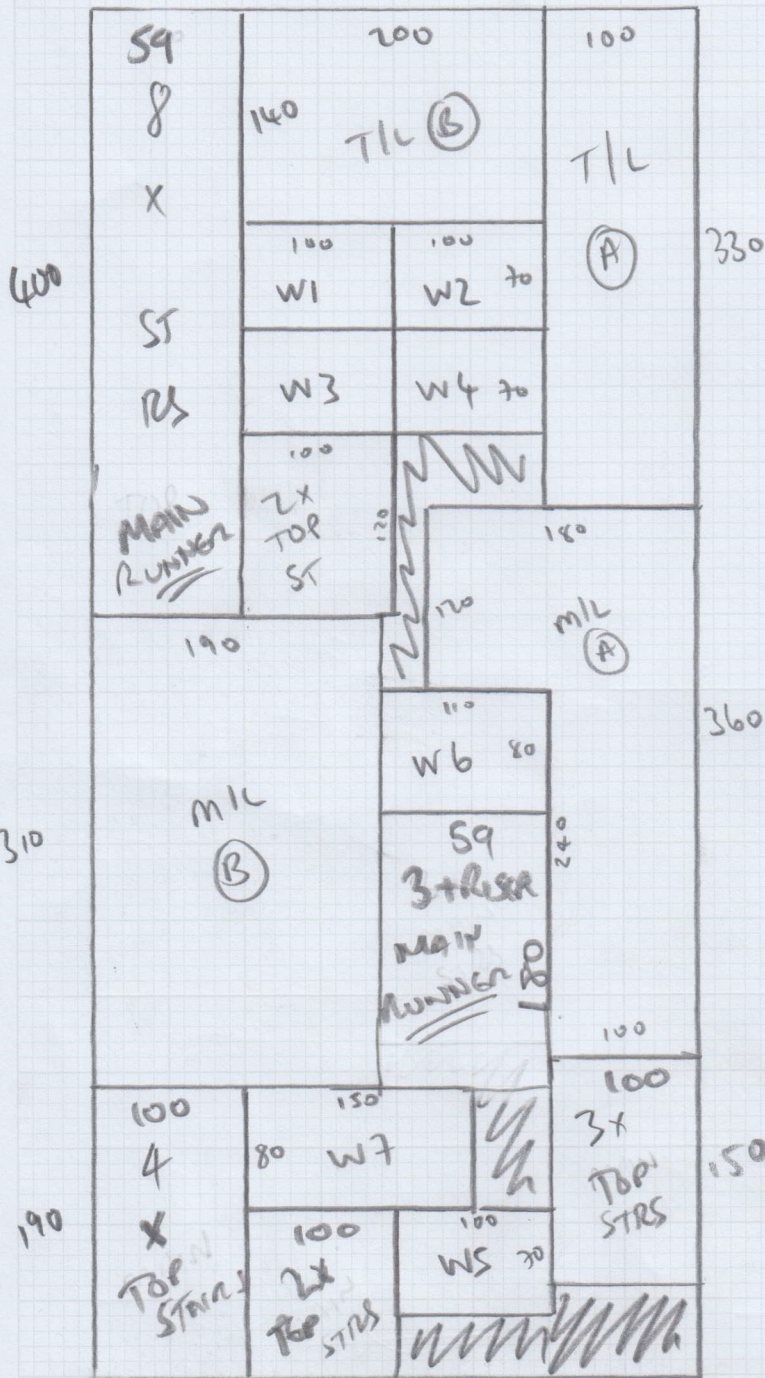 59
8
X
ST
RS
MAIN
RUNNER
400
200
140
T/L B
100
T/L
A
330
100
W1
100
W2 70
W3
W4 70
100
2X
TOP
ST
120
180
120
M/L
A
360
240
100
190
M/L
B
310
110
W6 80
59
3+RISER
MAIN
RUNNER
180
100
4
X
TOP
STAIRS
190
150
80 W7
100
2X
TOP STRS
100
W5 70
100
3X
TOP
STRS
150